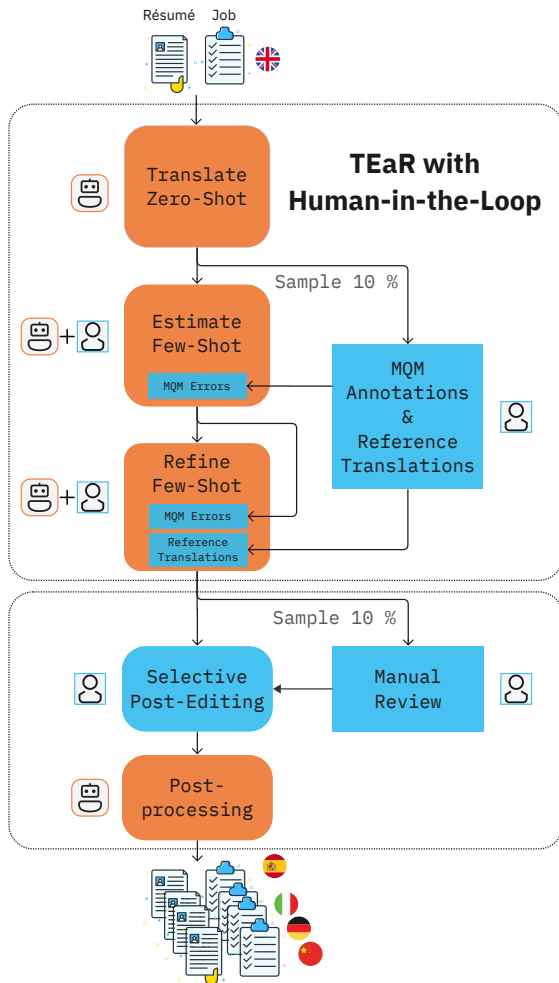 Résumé
Job
TEaR with
Human-in-the-Loop
Translate
Zero-Shot
Sample 10 %
Estimate
Few-Shot
MQM Errors
MQM
Annotations
&
Reference
Translations
Refine
Few-Shot
MQM Errors
Reference
Translations
Sample 10 %
Selective
Post-Editing
Manual
Review
Post-
processing